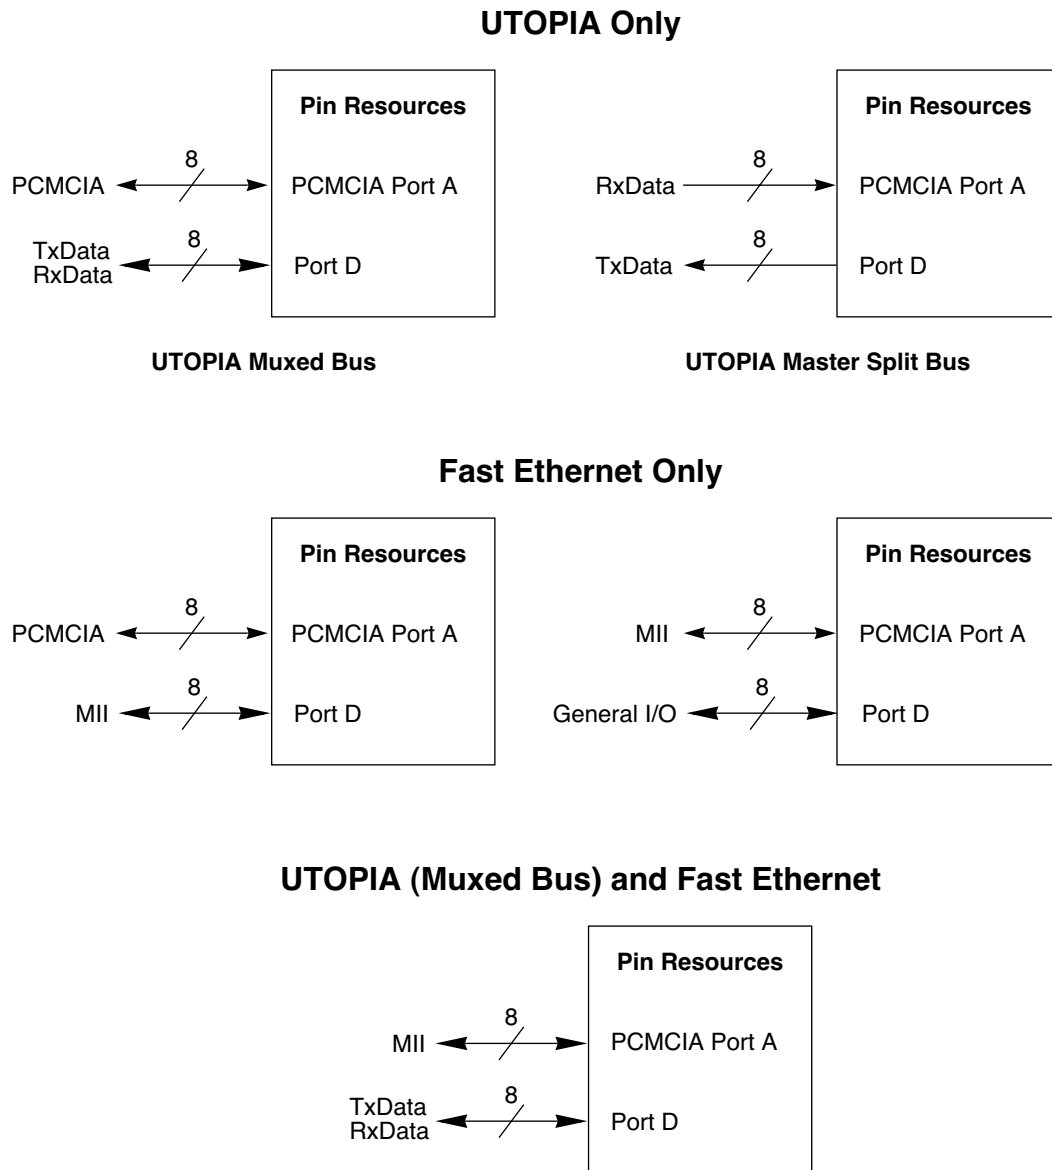 UTOPIA Only
Pin Resources
8
PCMCIA
PCMCIA Port A
8
TxData
RxData
Port D
UTOPIA Muxed Bus
Pin Resources
8
RxData
PCMCIA Port A
8
TxData
Port D
UTOPIA Master Split Bus
Fast Ethernet Only
Pin Resources
8
PCMCIA
PCMCIA Port A
8
MII
Port D
Pin Resources
8
MII
PCMCIA Port A
8
General I/O
Port D
UTOPIA (Muxed Bus) and Fast Ethernet
Pin Resources
8
MII
PCMCIA Port A
8
TxData
RxData
Port D